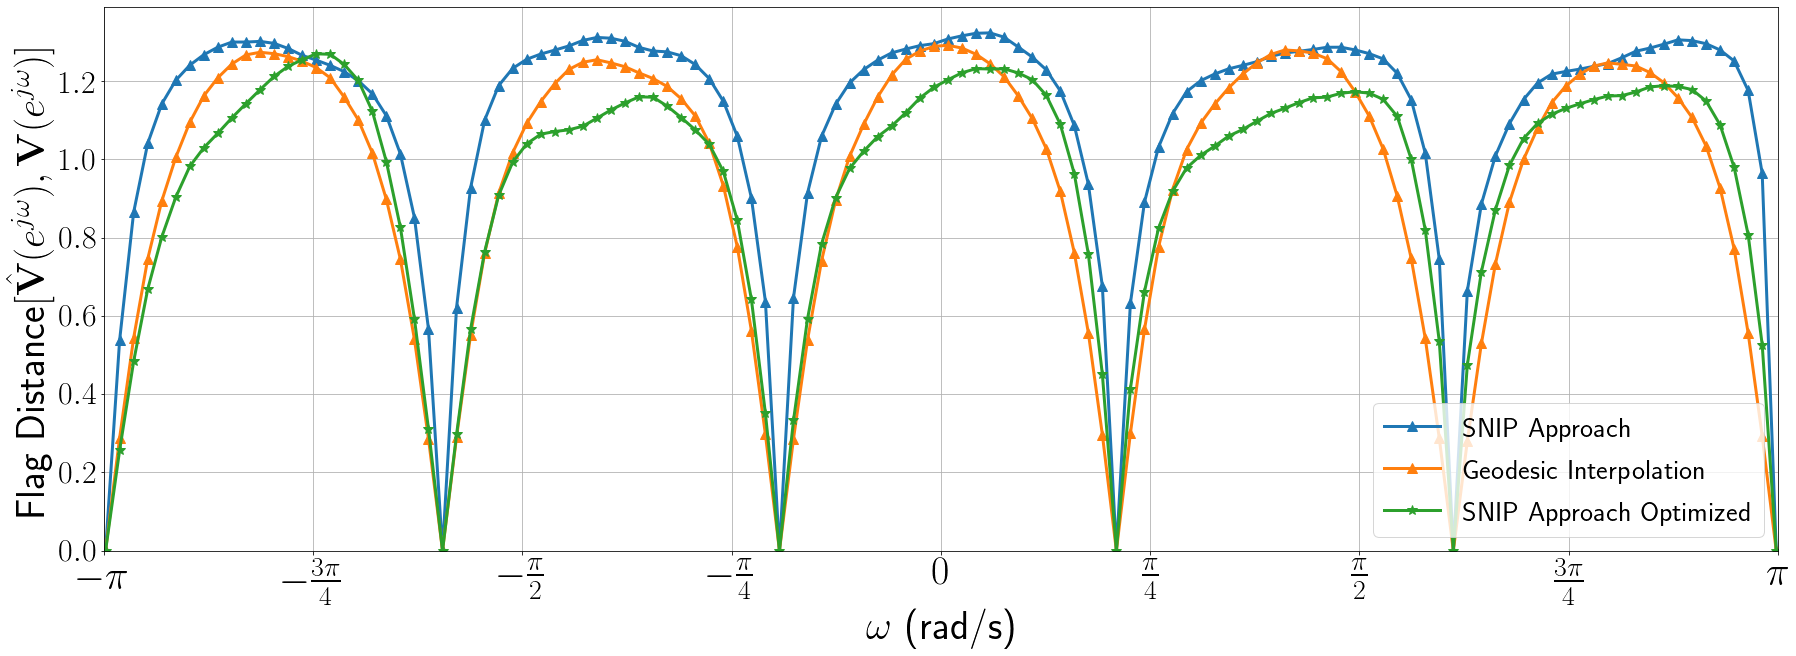 Flag Distance[V̂(e^{jω}), V(e^{jω})]
1.2
1.0
0.8
0.6
0.4
0.2
0.0
−π −3π/4 −π/2 −π/4 0 π/4 π/2 3π/4 π
ω (rad/s)
SNIP Approach
Geodesic Interpolation
SNIP Approach Optimized